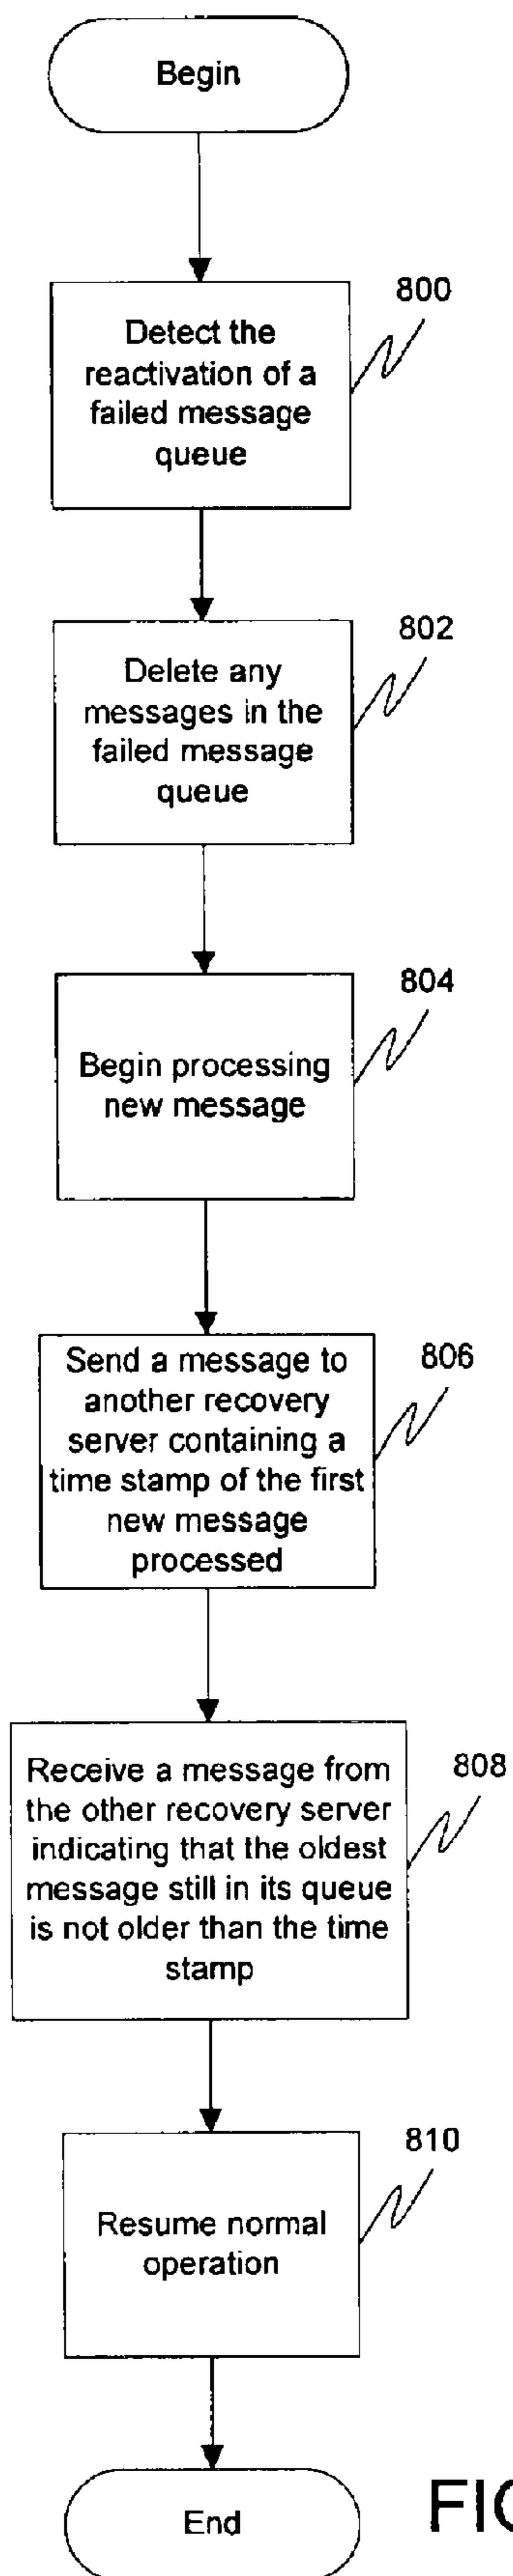 Begin
800
Detect the
reactivation of a
failed message
queue
802
Delete any
messages in the
failed message
queue
804
Begin processing
new message
806
Send a message to
another recovery
server containing a
time stamp of the first
new message
processed
808
Receive a message from
the other recovery server
indicating that the oldest
message still in its queue
is not older than the time
stamp
810
Resume normal
operation
End